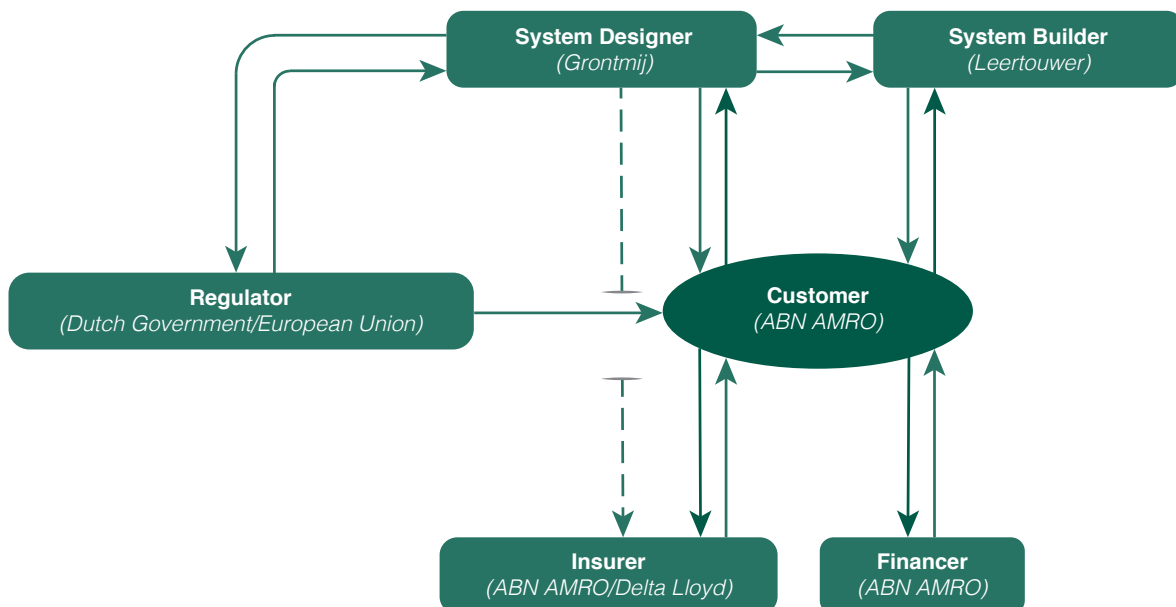 System Designer
(Grontmij)
System Builder
(Leertouwer)
Regulator
(Dutch Government/European Union)
Customer
(ABN AMRO)
Insurer
(ABN AMRO/Delta Lloyd)
Financer
(ABN AMRO)